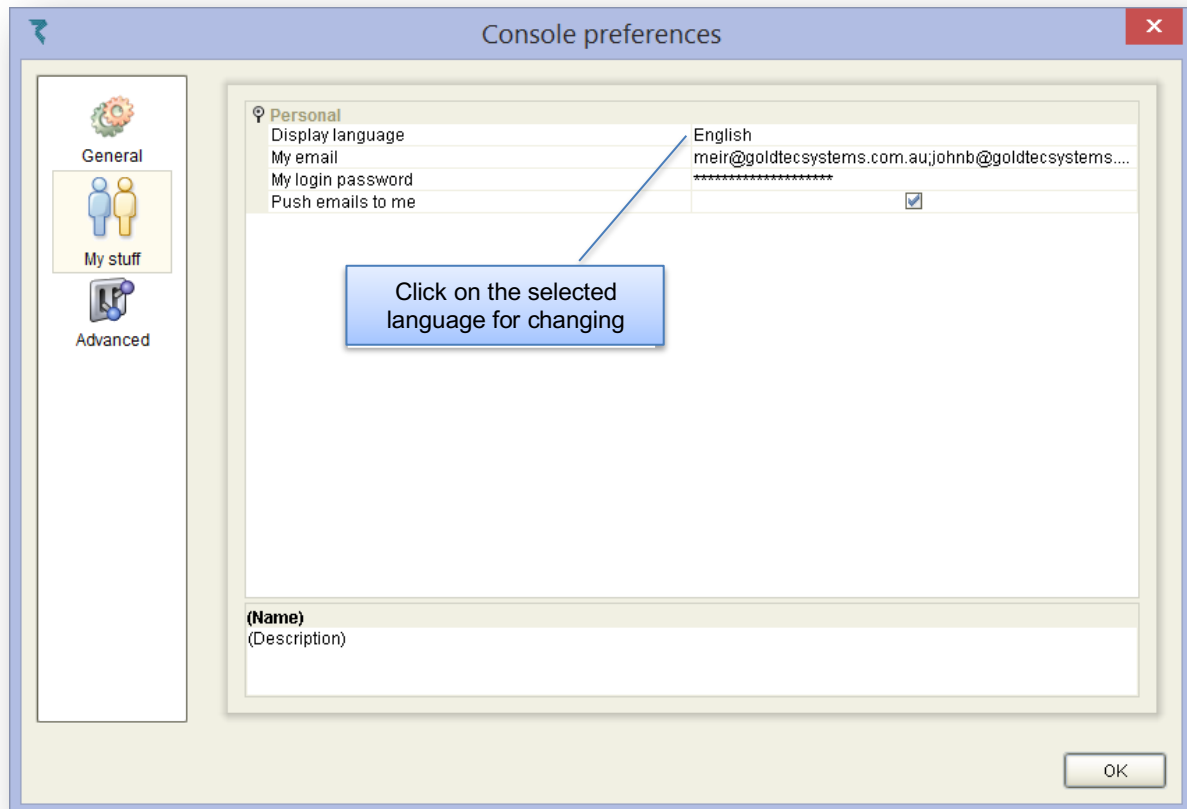 Console preferences
General
My stuff
Advanced
Personal
Display language English
My email meir@goldtecsystems.com.au;johnb@goldtecsystems....
My login password ********************
Push emails to me
Click on the selected
language for changing
(Name)
(Description)
OK